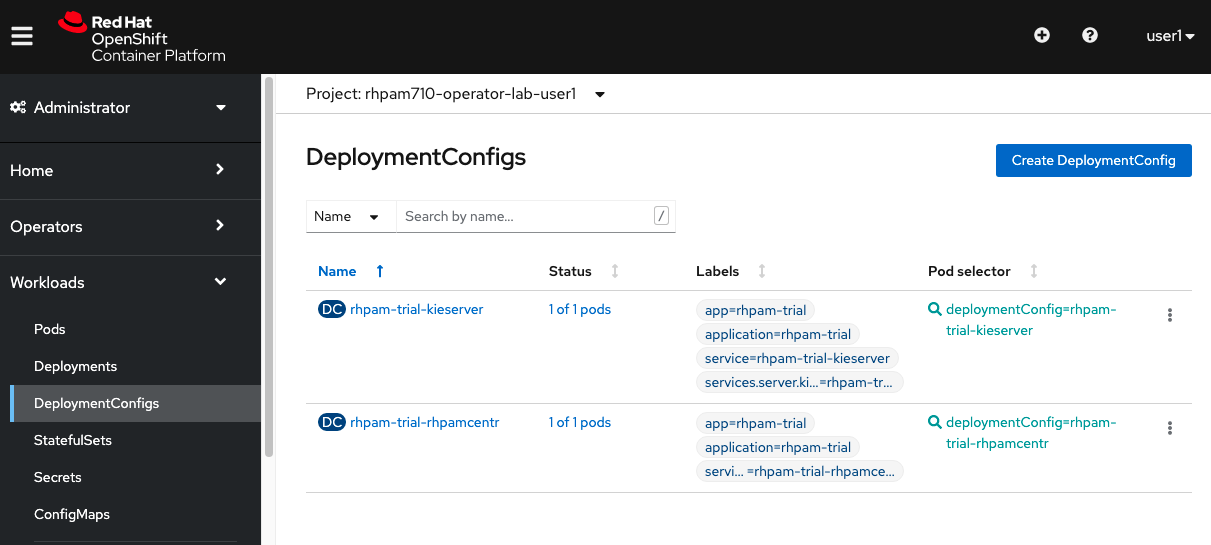 Red Hat
OpenShift
Container Platform
user1
Administrator
Project: rhpam710-operator-lab-user1
Home
Operators
Workloads
Pods
Deployments
DeploymentConfigs
StatefulSets
Secrets
ConfigMaps
DeploymentConfigs
Create DeploymentConfig
Name
Search by name...
/
Name Status Labels Pod selector
DC rhpam-trial-kieserver 1 of 1 pods
app=rhpam-trial
application=rhpam-trial
service=rhpam-trial-kieserver
services.server.ki...=rhpam-tr...
deploymentConfig=rhpam-
trial-kieserver
DC rhpam-trial-rhpamcentr 1 of 1 pods
app=rhpam-trial
application=rhpam-trial
servi... =rhpam-trial-rhpamce...
deploymentConfig=rhpam-
trial-rhpamcentr